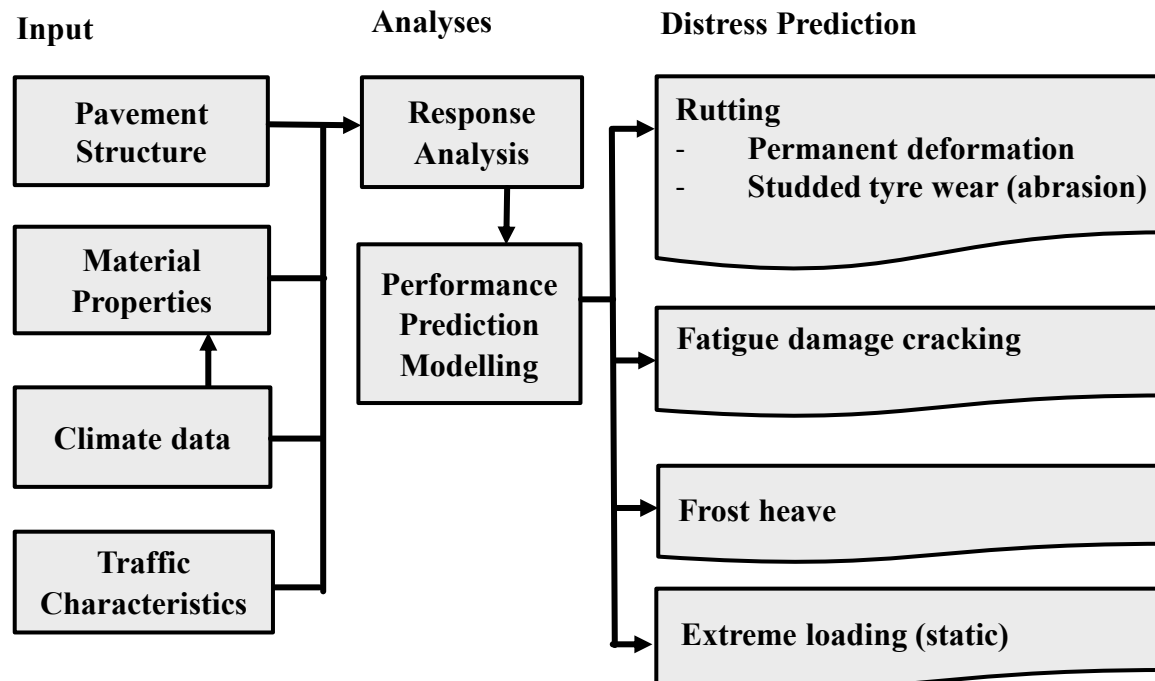 Input
Analyses
Distress Prediction
Pavement
Structure
Material
Properties
Climate data
Traffic
Characteristics
Response
Analysis
Performance
Prediction
Modelling
Rutting
- Permanent deformation
- Studded tyre wear (abrasion)
Fatigue damage cracking
Frost heave
Extreme loading (static)